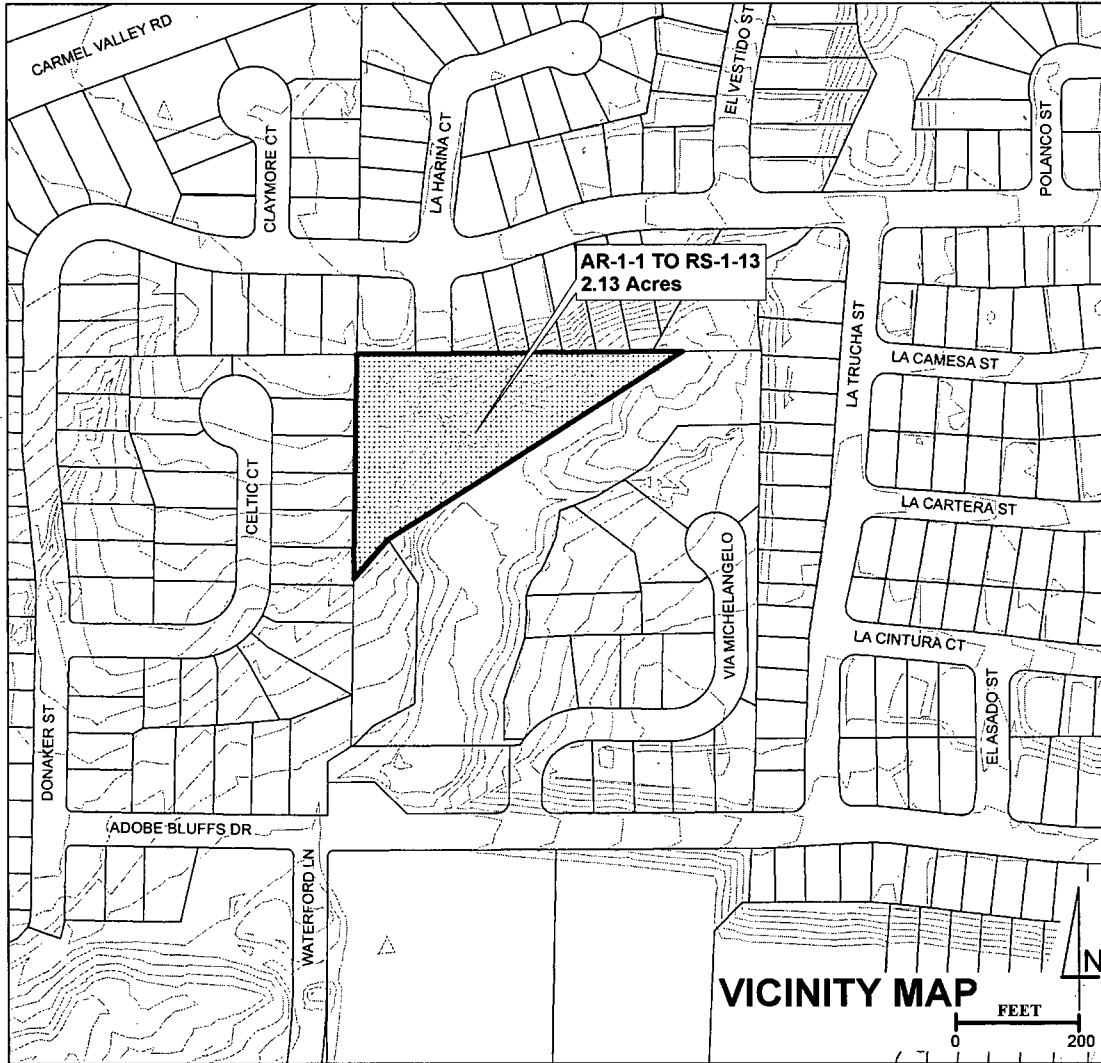 CARMEL VALLEY RD
CLAYMORE CT
LA HARINA CT
EL VESTIDO ST
POLANCO ST
AR-1-1 TO RS-1-13
2.13 Acres
LA TRUCHA ST
LA CAMESA ST
CELTIC CT
LA CARTERA ST
VIA MICHELANGELO
LA CINTURA CT
EL ASADO ST
DONAKER ST
ADOBE BLUFFS DR
WATERFORD LN
N
VICINITY MAP
FEET
0 200